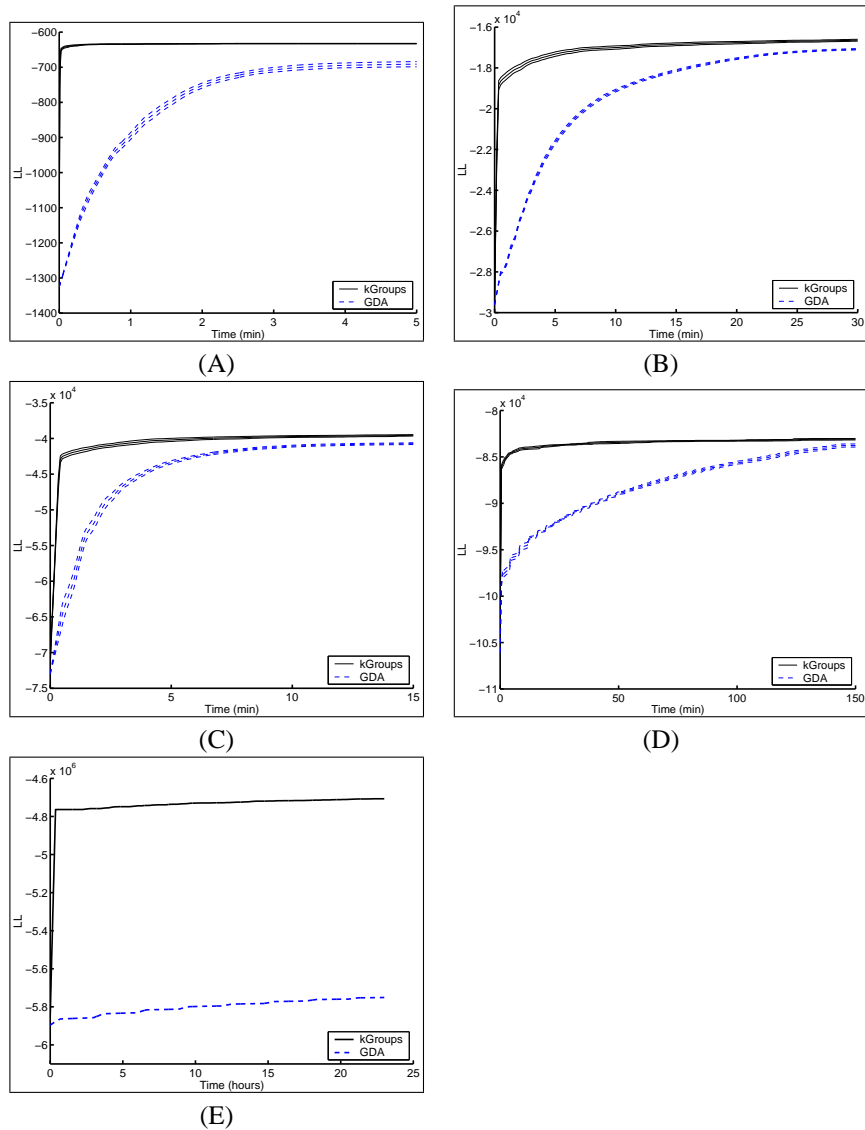 −600
−700
−800
−900
−1000
−1100
−1200
−1300
−1400
LL
0 1 2 3 4 5
Time (min)
kGroups
GDA
(A)
x 10^4
−1.6
−1.8
−2
−2.2
−2.4
−2.6
−2.8
−3
LL
0 5 10 15 20 25 30
Time (min)
kGroups
GDA
(B)
x 10^4
−3.5
−4
−4.5
−5
−5.5
−6
−6.5
−7
−7.5
LL
0 5 10 15
Time (min)
kGroups
GDA
(C)
x 10^4
−8
−8.5
−9
−9.5
−10
−10.5
−11
LL
0 50 100 150
Time (min)
kGroups
GDA
(D)
x 10^6
−4.6
−4.8
−5
−5.2
−5.4
−5.6
−5.8
−6
LL
0 5 10 15 20 25
Time (hours)
kGroups
GDA
(E)